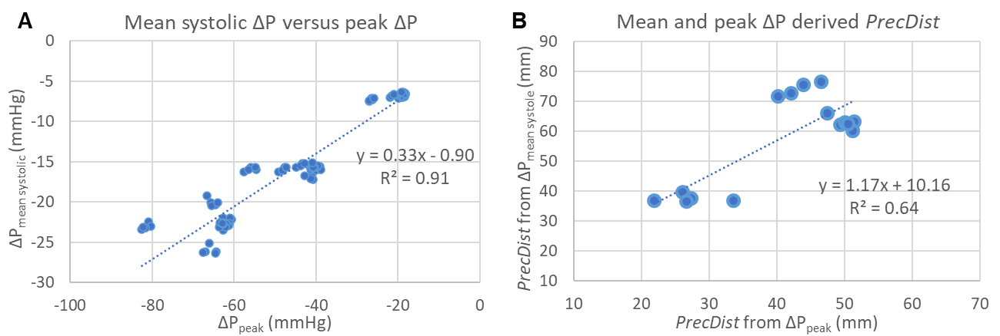 A
Mean systolic ΔP versus peak ΔP
0
-5
-10
-15
-20
-25
-30
ΔPmean systolic (mmHg)
y = 0.33x - 0.90
R² = 0.91
-100 -80 -60 -40 -20 0
ΔPpeak (mmHg)
B
Mean and peak ΔP derived PrecDist
90
80
70
60
50
40
30
20
10
PrecDist from ΔPmean systole (mm)
y = 1.17x + 10.16
R² = 0.64
10 20 30 40 50 60 70
PrecDist from ΔPpeak (mm)